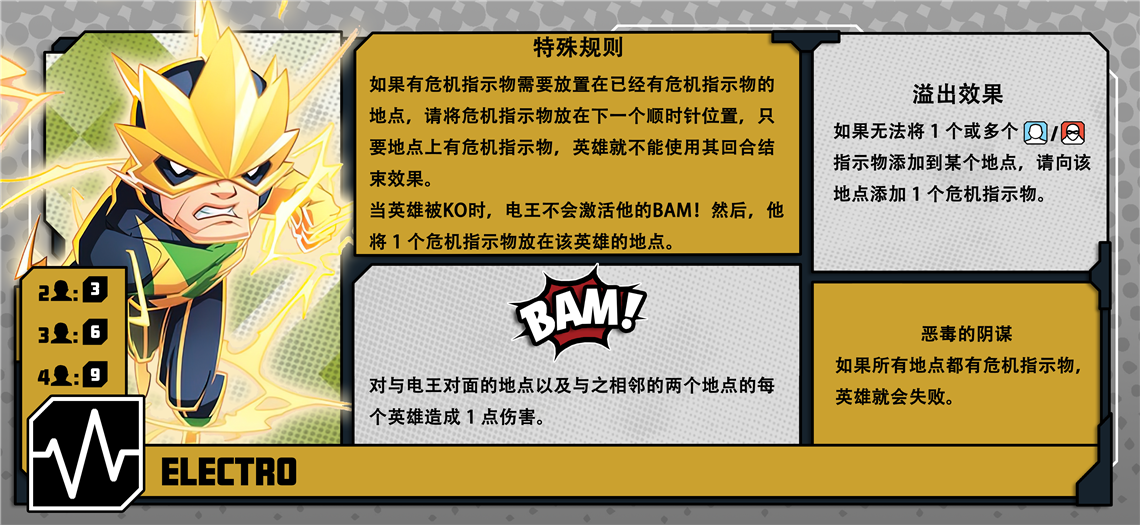 特殊规则
如果有危机指示物需要放置在已经有危机指示物的
地点，请将危机指示物放在下一个顺时针位置，只
要地点上有危机指示物，英雄就不能使用其回合结
束效果。
当英雄被KO时，电王不会激活他的BAM！然后，他
将 1 个危机指示物放在该英雄的地点。
溢出效果
如果无法将 1 个或多个 /
指示物添加到某个地点，请向该
地点添加 1 个危机指示物。
2 : 3
3 : 6
4 : 9
BAM!
对与电王对面的地点以及与之相邻的两个地点的每
个英雄造成 1 点伤害。
恶毒的阴谋
如果所有地点都有危机指示物，
英雄就会失败。
ELECTRO